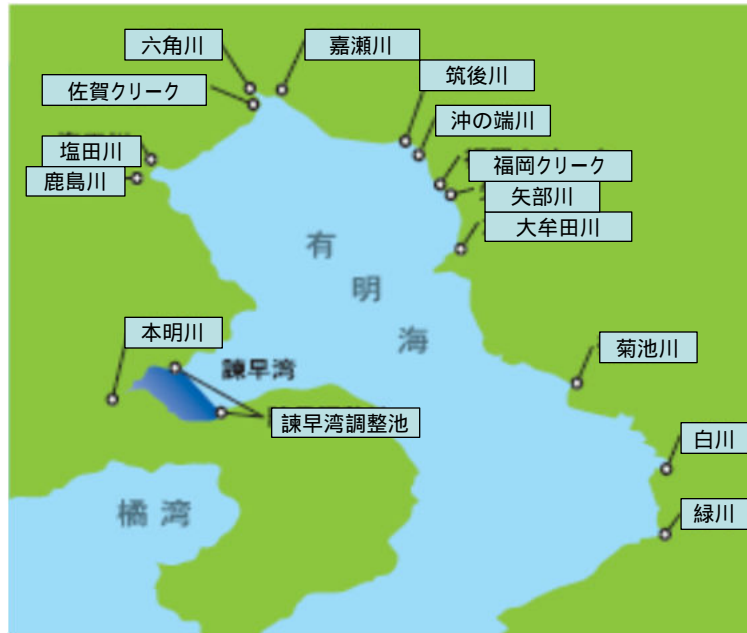 六角川
嘉瀬川
筑後川
佐賀クリーク
沖の端川
塩田川
福岡クリーク
鹿島川
矢部川
大牟田川
有明海
本明川
諫早湾
菊池川
諫早湾調整池
白川
橘湾
緑川